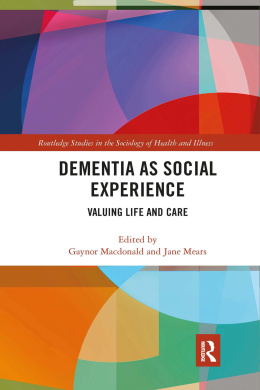 Routledge Studies in the Sociology of Health and Illness
DEMENTIA AS SOCIAL
EXPERIENCE
VALUING LIFE AND CARE
Edited by
Gaynor Macdonald and Jane Mears
R
ROUTLEDGE